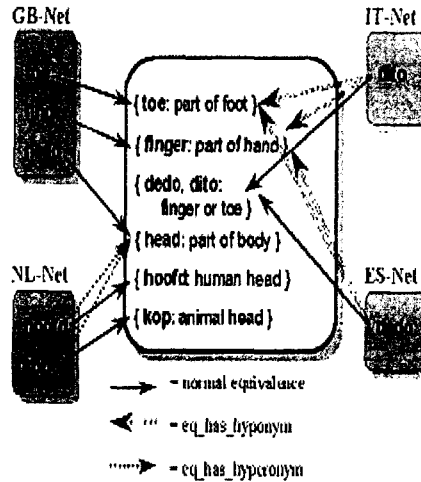 GB-Net
IT-Net
{ toe: part of foot }
{ finger: part of hand }
{ dedo, dito:
finger or toe }
{ head: part of body }
{ hoofd: human head }
{ kop: animal head }
NL-Net
ES-Net
= normal equivalence
= eq_has_hyponym
= eq_has_hyperonym